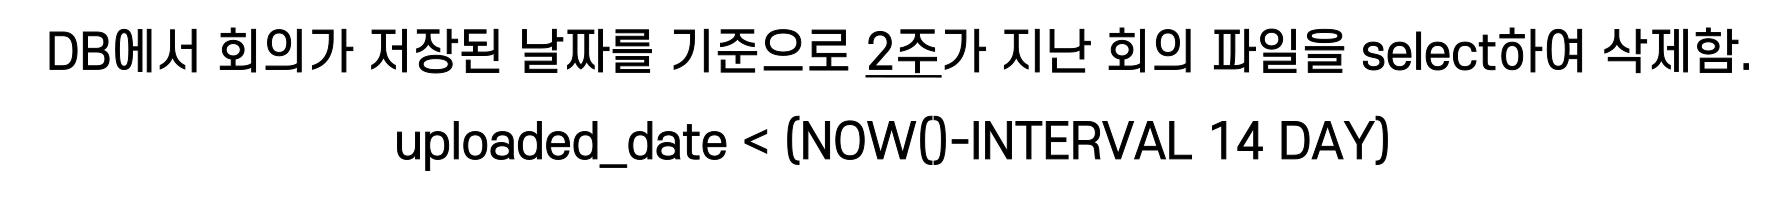 DB에서 회의가 저장된 날짜를 기준으로 2주가 지난 회의 파일을 select하여 삭제함.
uploaded_date < (NOW()-INTERVAL 14 DAY)